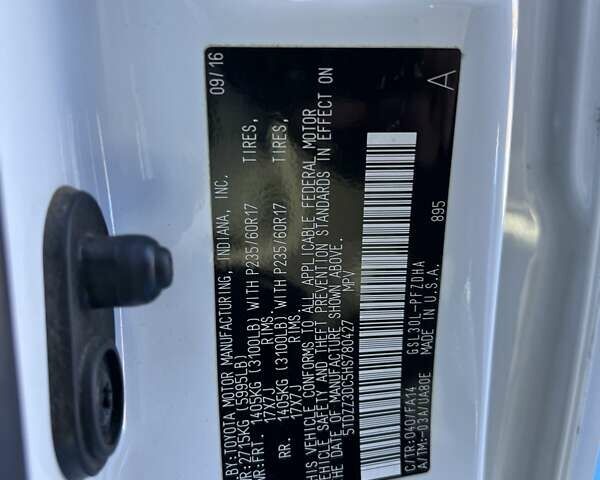 BY:TOYOTA MOTOR MANUFACTURING, INDIANA, INC. 09/16
WR:2715KG (5995LB)
WR:FRT. 1405KG (3100LB) WITH P235/60R17 TIRES,
17X7J RIMS.
RR. 1405KG (3100LB) WITH P235/60R17 TIRES,
17X7J RIMS.
THIS VEHICLE CONFORMS TO ALL APPLICABLE FEDERAL MOTOR
VEHICLE SAFETY AND THEFT PREVENTION STANDARDS IN EFFECT ON
THE DATE OF MANUFACTURE SHOWN ABOVE.
5TDZZ3DC5HS780427 MPV
895 A
C/TR:040/FA14 GSL30L-PFZDHA
A/TM:-03A/UA80E MADE IN U.S.A.